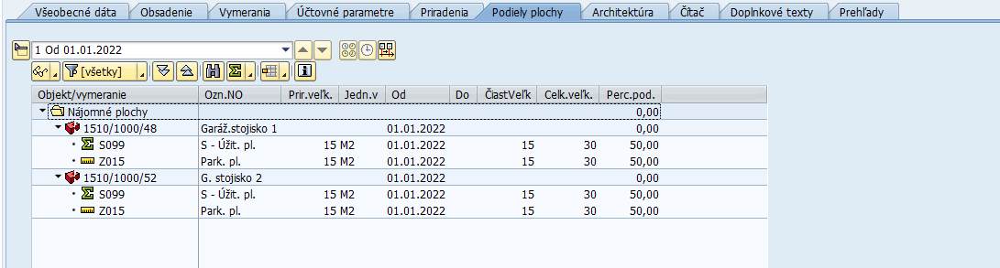 Všeobecné dáta Obsadenie Vymerania Účtovné parametre Priradenia Podiely plochy Architektúra Čítač Doplnkové texty Prehľady
1 Od 01.01.2022
[všetky]
Objekt/vymeranie Ozn.NO Prir.veľk. Jedn.v Od Do ČiastVeľk Celk.veľk. Perc.pod.
Nájomné plochy 0,00
1510/1000/48 Garáž.stojisko 1 01.01.2022 0,00
S099 S - Úžit. pl. 15 M2 01.01.2022 15 30 50,00
Z015 Park. pl. 15 M2 01.01.2022 15 30 50,00
1510/1000/52 G. stojisko 2 01.01.2022 0,00
S099 S - Úžit. pl. 15 M2 01.01.2022 15 30 50,00
Z015 Park. pl. 15 M2 01.01.2022 15 30 50,00